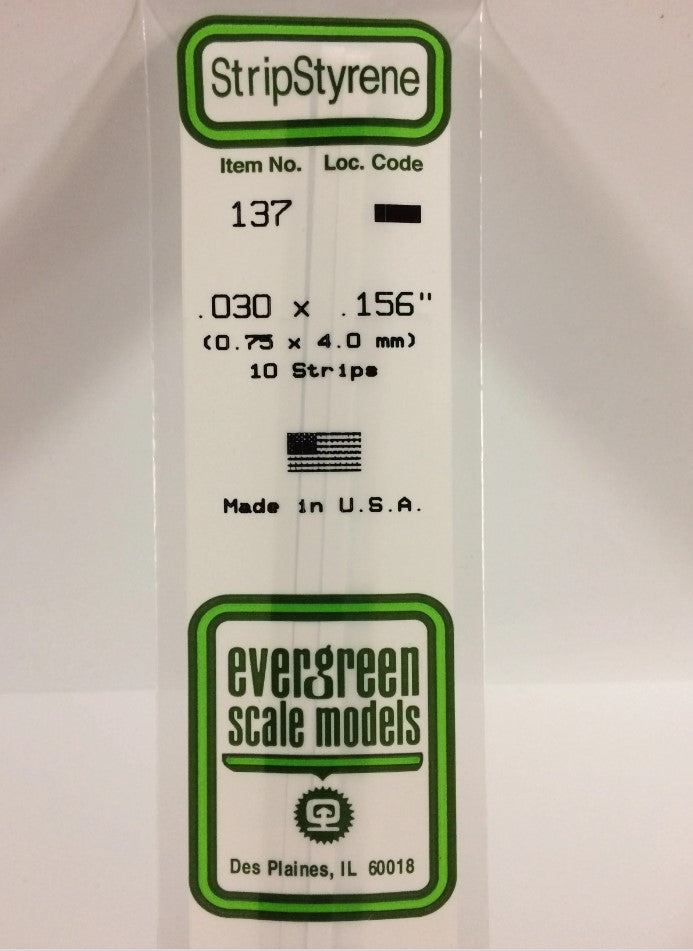 StripStyrene
Item No. Loc. Code
137
.030 x .156"
(0.75 x 4.0 mm)
10 Strips
Made in U.S.A.
evergreen
scale models
Des Plaines, IL 60018